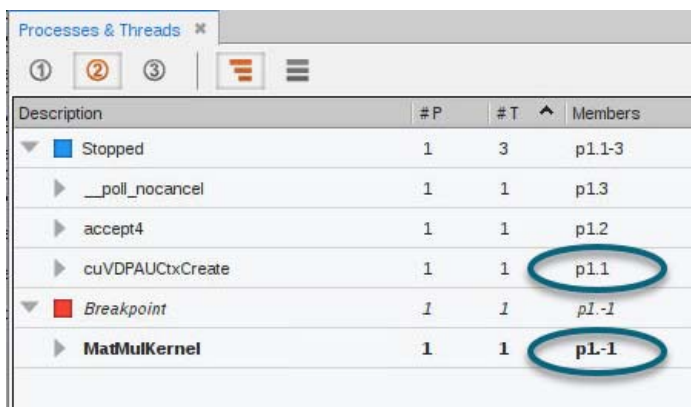 Processes & Threads
1 2 3
Description # P # T Members
Stopped 1 3 p1.1-3
__poll_nocancel 1 1 p1.3
accept4 1 1 p1.2
cuVDPAUCtxCreate 1 1 p1.1
Breakpoint 1 1 p1.-1
MatMulKernel 1 1 p1.-1